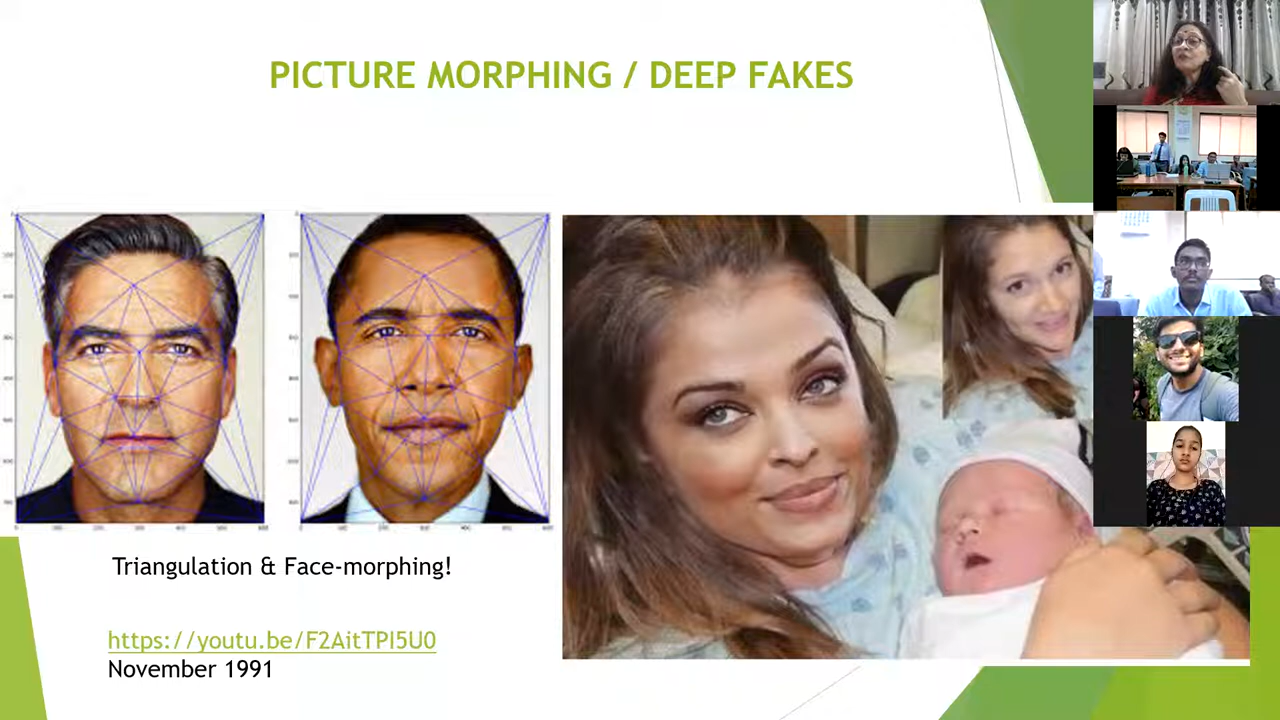 PICTURE MORPHING / DEEP FAKES
Triangulation & Face-morphing!
https://youtu.be/F2AitTPI5U0
November 1991